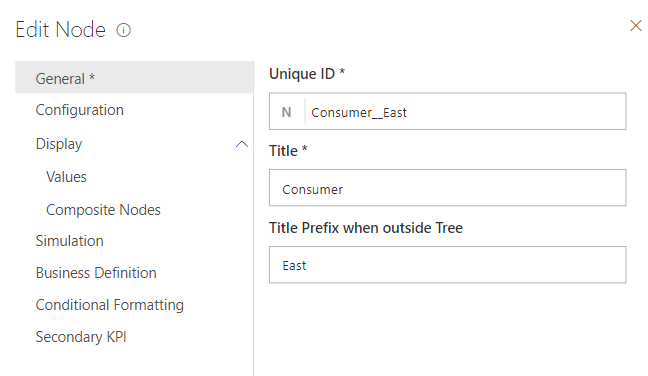 Edit Node
General *
Configuration
Display
Values
Composite Nodes
Simulation
Business Definition
Conditional Formatting
Secondary KPI
Unique ID *
N Consumer__East
Title *
Consumer
Title Prefix when outside Tree
East